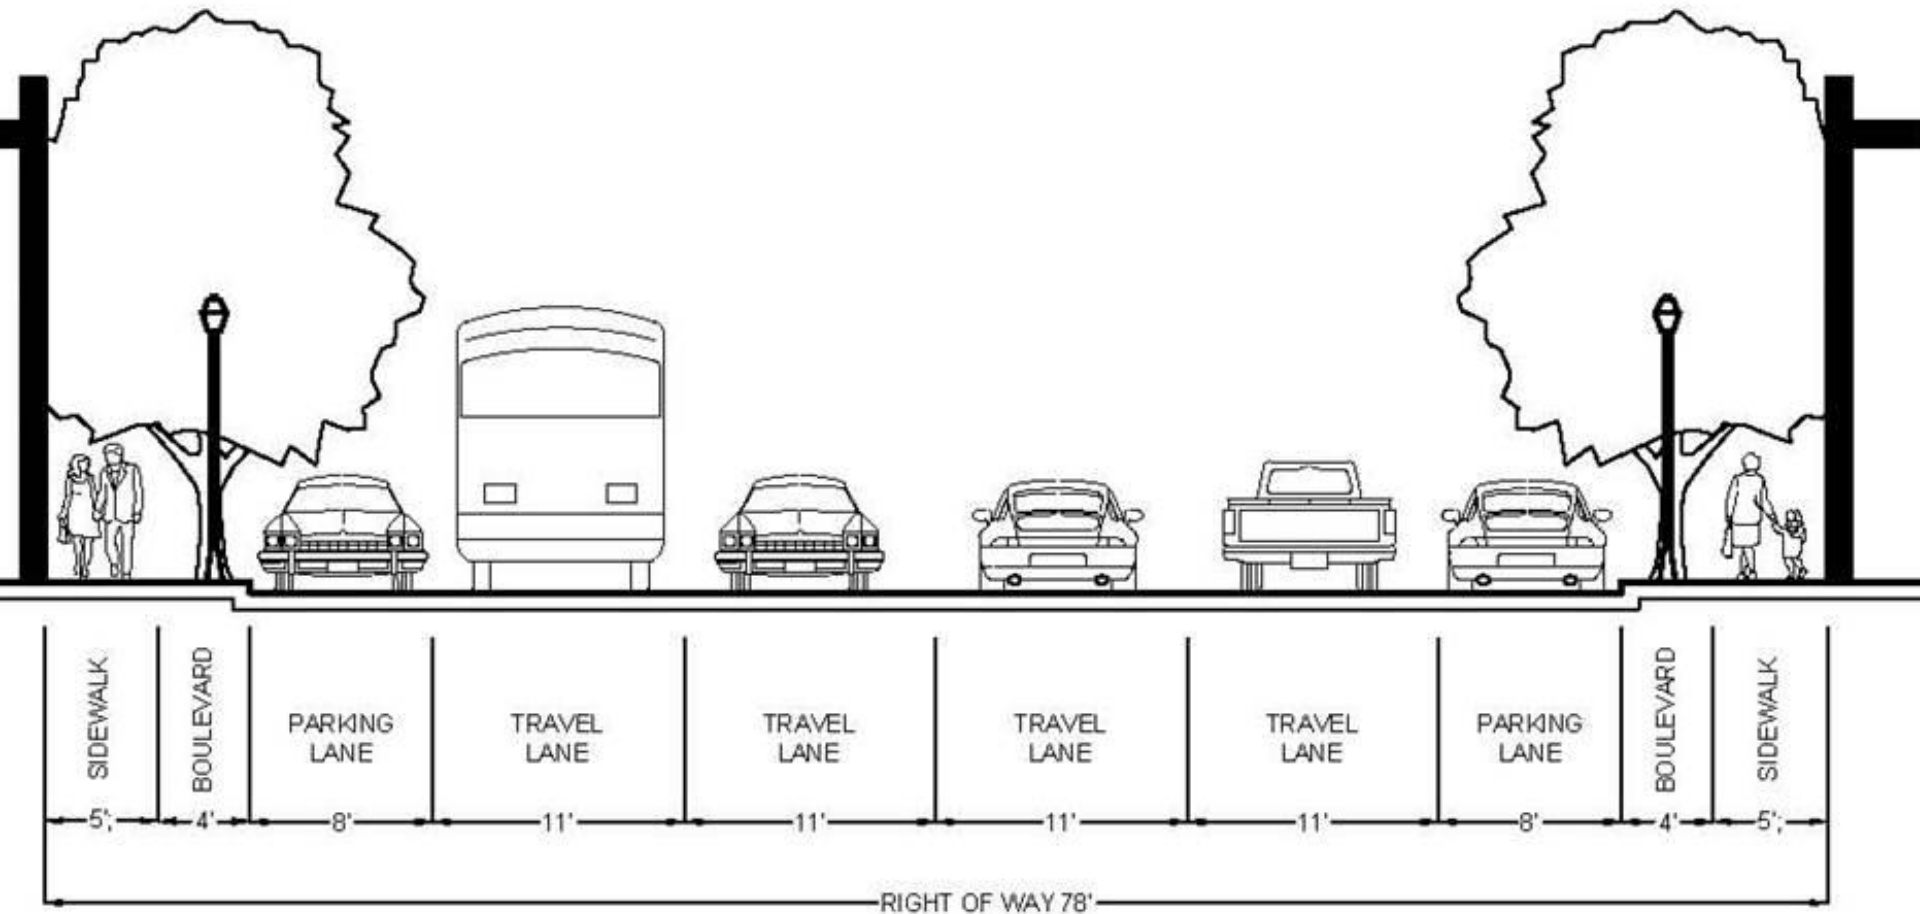 SIDEWALK
BOULEVARD
PARKING
LANE
TRAVEL
LANE
TRAVEL
LANE
TRAVEL
LANE
TRAVEL
LANE
PARKING
LANE
BOULEVARD
SIDEWALK
5';
4'
8'
11'
11'
11'
11'
8'
4'
5';
RIGHT OF WAY 78'